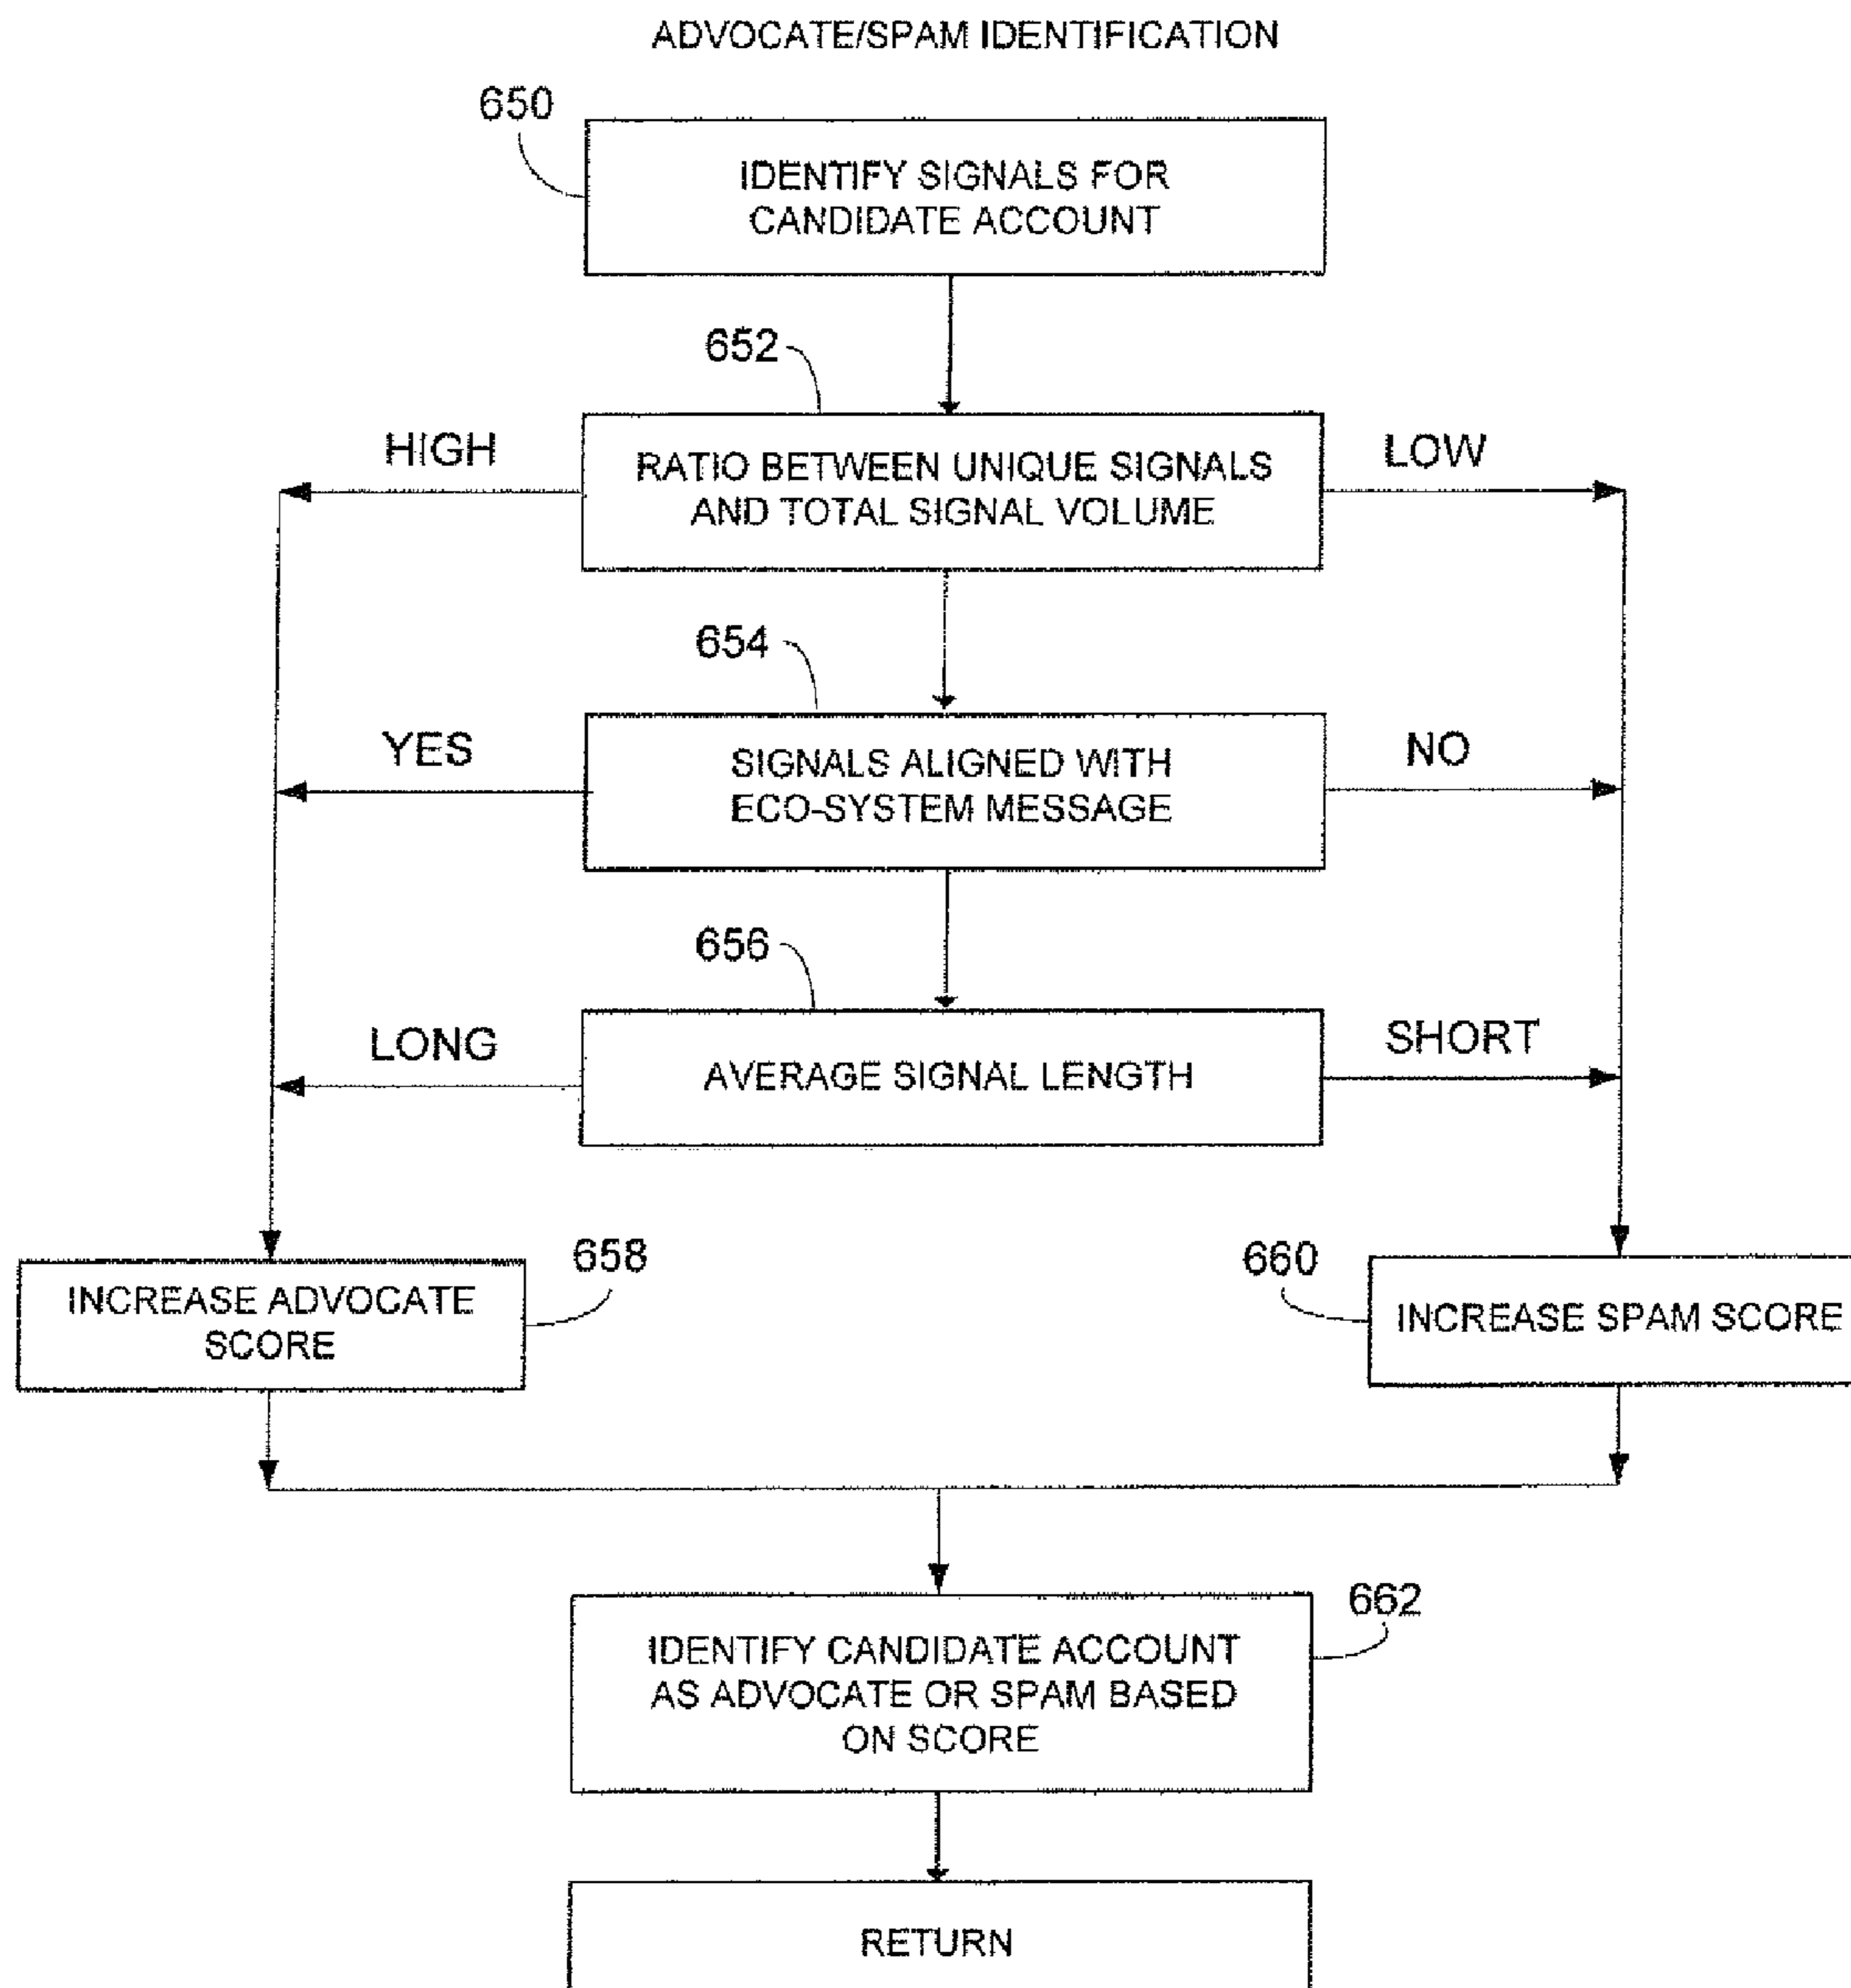 ADVOCATE/SPAM IDENTIFICATION
650
IDENTIFY SIGNALS FOR
CANDIDATE ACCOUNT
652
HIGH
RATIO BETWEEN UNIQUE SIGNALS
AND TOTAL SIGNAL VOLUME
LOW
654
YES
SIGNALS ALIGNED WITH
ECO-SYSTEM MESSAGE
NO
656
LONG
AVERAGE SIGNAL LENGTH
SHORT
658
INCREASE ADVOCATE
SCORE
660
INCREASE SPAM SCORE
662
IDENTIFY CANDIDATE ACCOUNT
AS ADVOCATE OR SPAM BASED
ON SCORE
RETURN